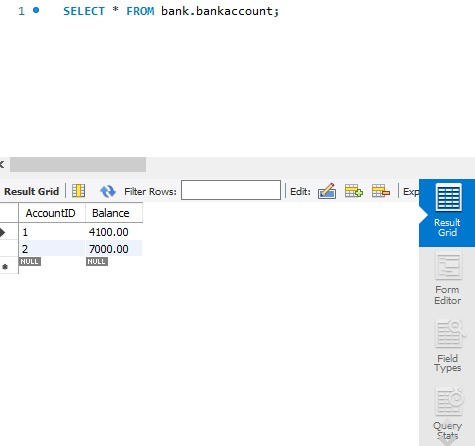 1 SELECT * FROM bank.bankaccount;
Result Grid Filter Rows: Edit: Exp
AccountID Balance
1 4100.00
2 7000.00
NULL NULL
Result
Grid
Form
Editor
Field
Types
Query
Stats